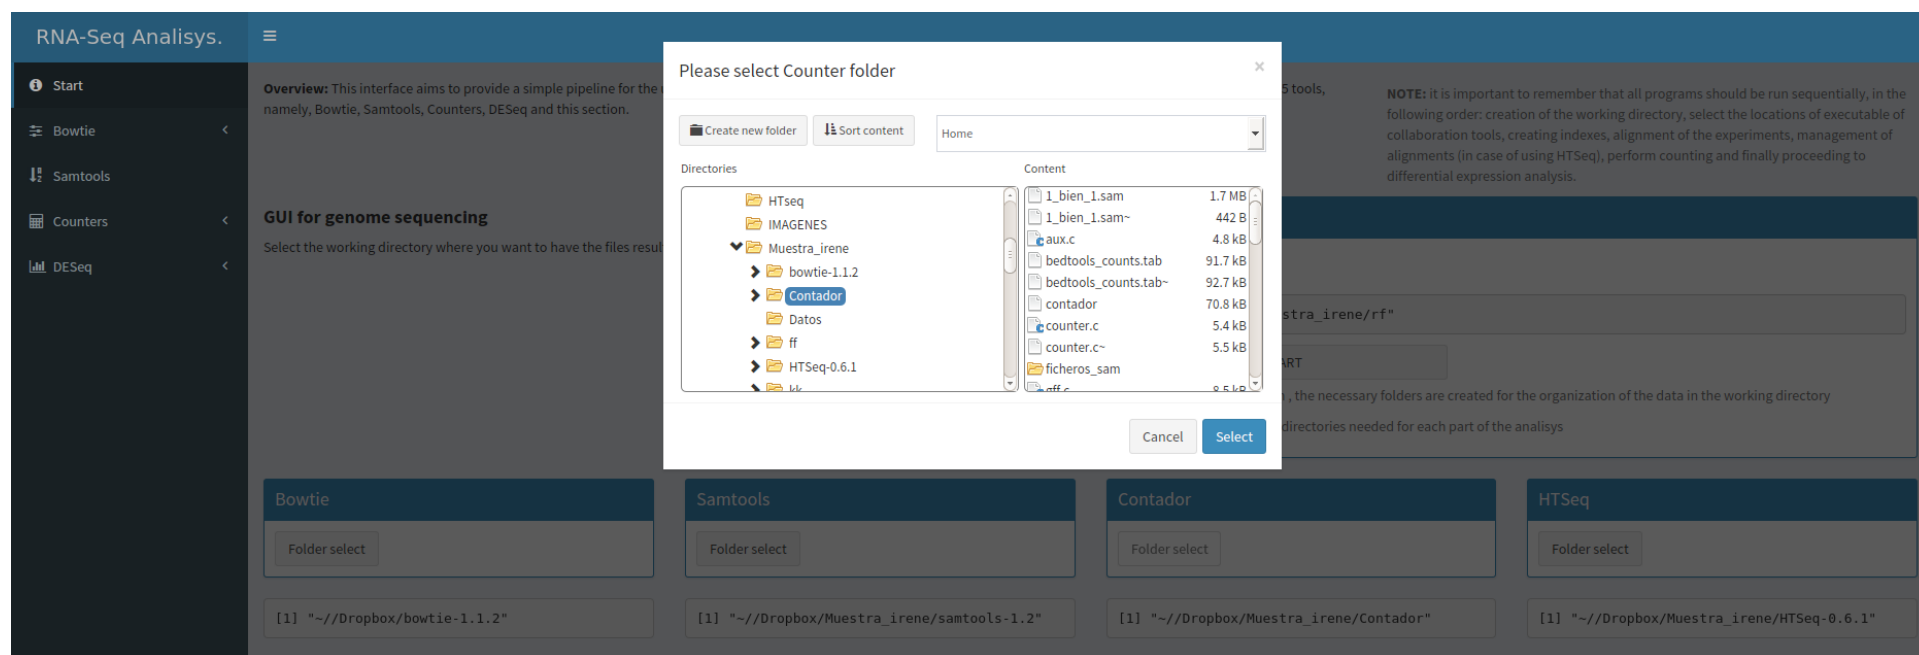 RNA-Seq Analisys.
Start
Bowtie
Samtools
Counters
DESeq
Overview: This interface aims to provide a simple pipeline for the
5 tools,
namely, Bowtie, Samtools, Counters, DESeq and this section.
NOTE: it is important to remember that all programs should be run sequentially, in the
following order: creation of the working directory, select the locations of executable of
collaboration tools, creating indexes, alignment of the experiments, management of
alignments (in case of using HTSeq), perform counting and finally proceeding to
differential expression analysis.
GUI for genome sequencing
Select the working directory where you want to have the files resul
stra_irene/rf"
ART
, the necessary folders are created for the organization of the data in the working directory
directories needed for each part of the analisys
Please select Counter folder
×
Create new folder
Sort content
Home
Directories
Content
HTseq
IMAGENES
Muestra_irene
bowtie-1.1.2
Contador
Datos
ff
HTSeq-0.6.1
kk
1_bien_1.sam 1.7 MB
1_bien_1.sam~ 442 B
aux.c 4.8 kB
bedtools_counts.tab 91.7 kB
bedtools_counts.tab~ 92.7 kB
contador 70.8 kB
counter.c 5.4 kB
counter.c~ 5.5 kB
ficheros_sam
gff.c 8.5 kB
Cancel
Select
Bowtie
Folder select
[1] "~//Dropbox/bowtie-1.1.2"
Samtools
Folder select
[1] "~//Dropbox/Muestra_irene/samtools-1.2"
Contador
Folder select
[1] "~//Dropbox/Muestra_irene/Contador"
HTSeq
Folder select
[1] "~//Dropbox/Muestra_irene/HTSeq-0.6.1"